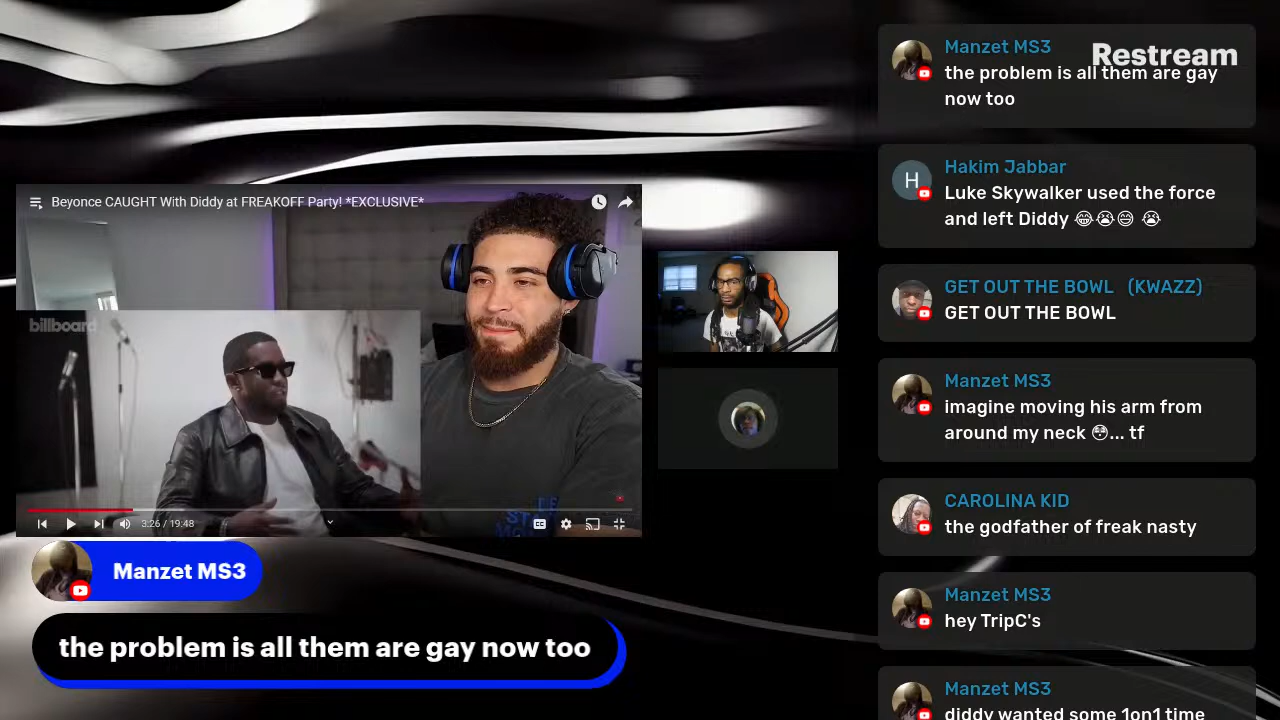 Restream
Manzet MS3
the problem is all them are gay
now too
Hakim Jabbar
H
Luke Skywalker used the force
and left Diddy 😂😭😄 😭
GET OUT THE BOWL (KWAZZ)
GET OUT THE BOWL
Manzet MS3
imagine moving his arm from
around my neck 😳... tf
CAROLINA KID
the godfather of freak nasty
Manzet MS3
hey TripC's
Manzet MS3
diddy wanted some 1on1 time
Beyonce CAUGHT With Diddy at FREAKOFF Party! *EXCLUSIVE*
billboard
3:26 / 19:48
CC
Manzet MS3
the problem is all them are gay now too